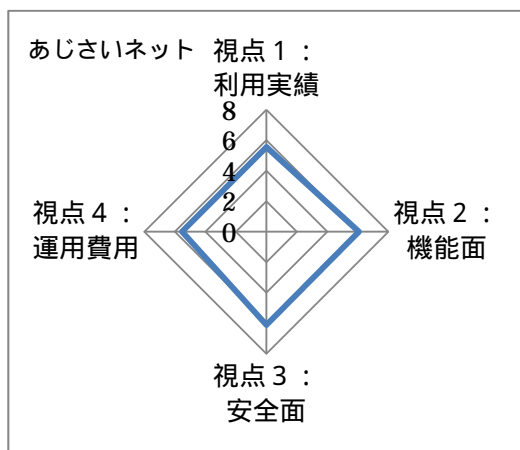 あじさいネット
視点1：
利用実績
8
6
4
2
0
視点4：
運用費用
視点2：
機能面
視点3：
安全面